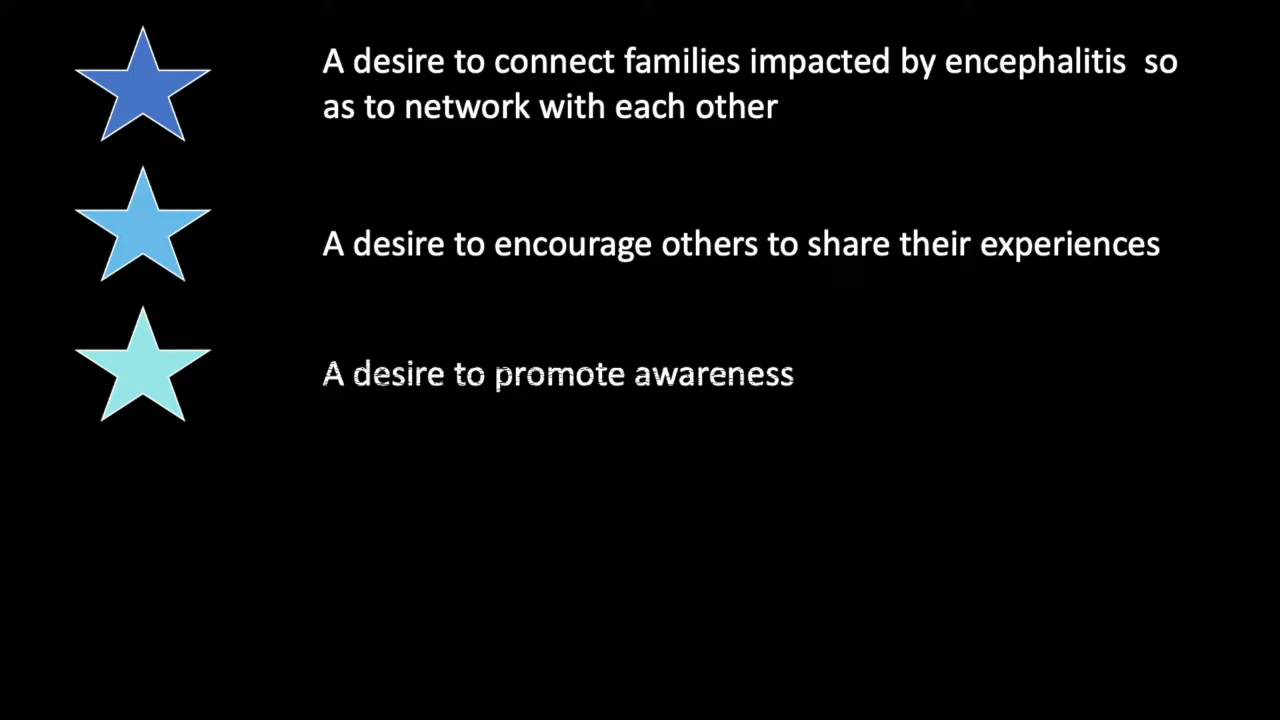 A desire to connect families impacted by encephalitis  so
as to network with each other
A desire to encourage others to share their experiences
A desire to promote awareness